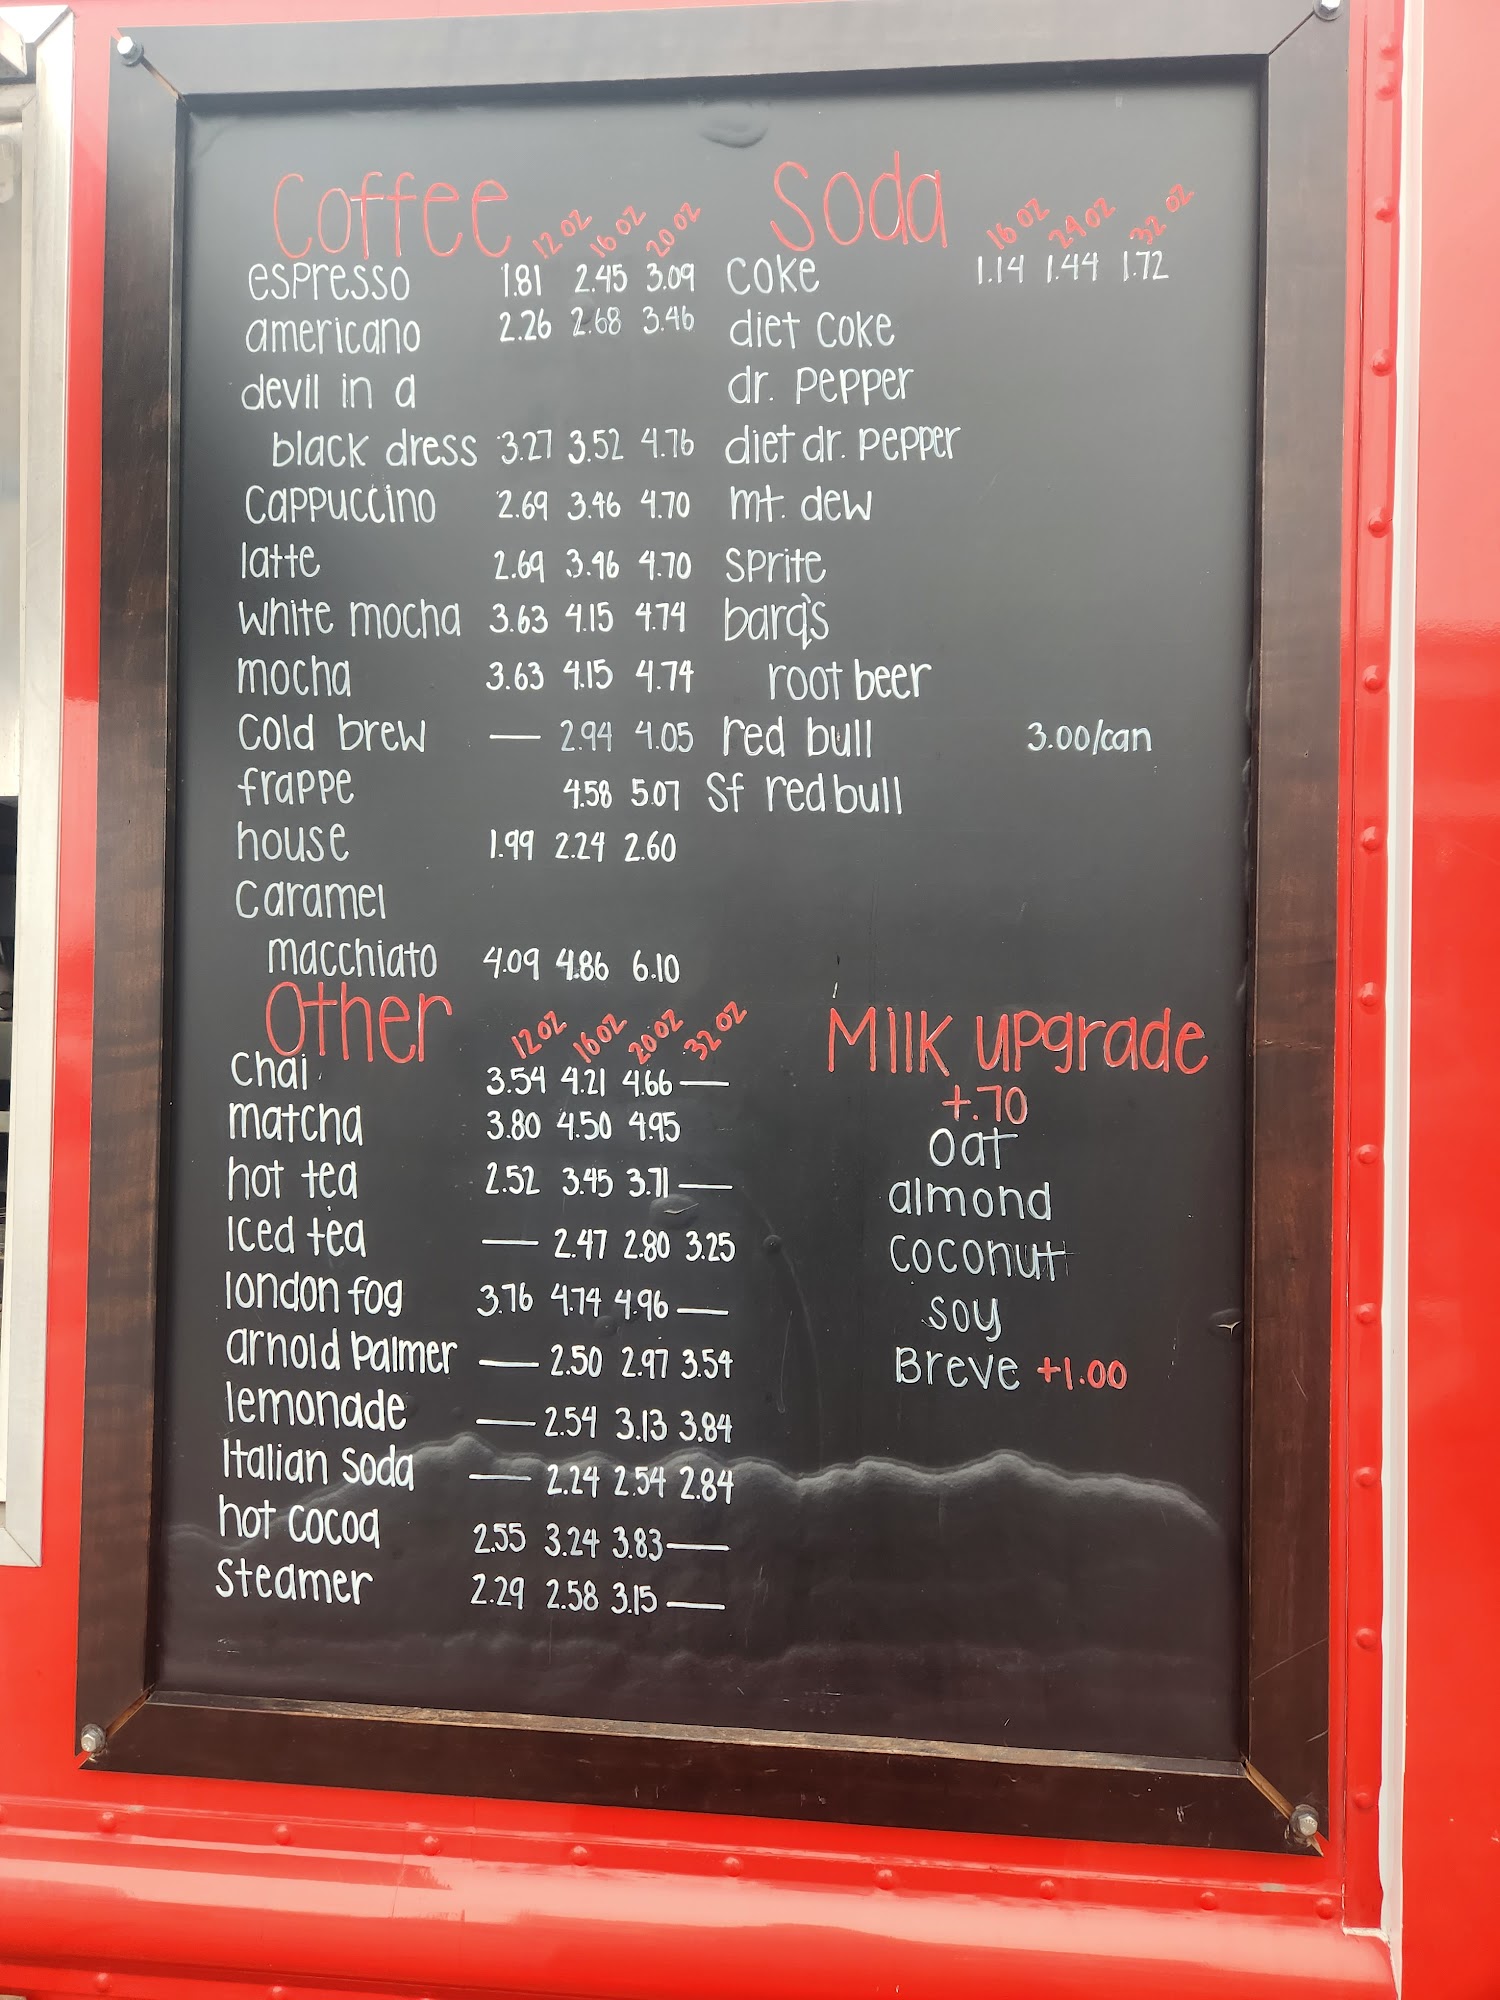 Coffee 12 oz 16 oz 20 oz
espresso 1.81 2.45 3.09
americano 2.26 2.68 3.46
devil in a
black dress 3.27 3.52 4.76
cappuccino 2.69 3.46 4.70
latte 2.69 3.46 4.70
white mocha 3.63 4.15 4.74
mocha 3.63 4.15 4.74
cold brew — 2.94 4.05
frappe 4.58 5.07
house 1.99 2.24 2.60
caramel
macchiato 4.09 4.86 6.10
Soda 16 oz 24 oz 32 oz
coke 1.14 1.44 1.72
diet coke
dr. pepper
diet dr. pepper
mt. dew
sprite
barq's
root beer
red bull 3.00/can
sf red bull
Other 12 oz 16 oz 20 oz 32 oz
chai 3.54 4.21 4.66 —
matcha 3.80 4.50 4.95
hot tea 2.52 3.45 3.71 —
Iced tea — 2.47 2.80 3.25
london fog 3.76 4.74 4.96 —
arnold palmer — 2.50 2.97 3.54
lemonade — 2.54 3.13 3.84
Italian soda — 2.24 2.54 2.84
hot cocoa 2.55 3.24 3.83 —
steamer 2.29 2.58 3.15 —
Milk upgrade
+.70
oat
almond
coconut
soy
Breve +1.00